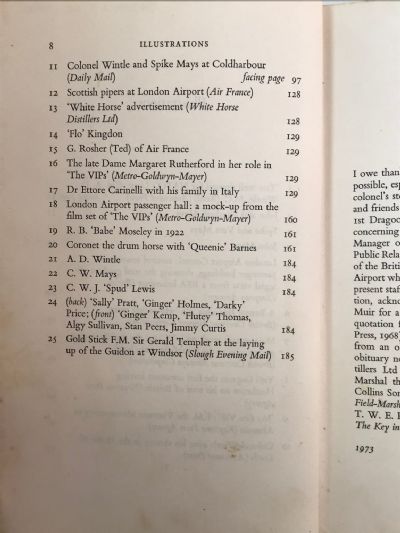 8 ILLUSTRATIONS
11 Colonel Wintle and Spike Mays at Coldharbour
(Daily Mail) facing page 97
12 Scottish pipers at London Airport (Air France) 128
13 ‘White Horse’ advertisement (White Horse
Distillers Ltd) 128
14 ‘Flo’ Kingdon 129
15 G. Rosher (Ted) of Air France 129
16 The late Dame Margaret Rutherford in her role in
‘The VIPs’ (Metro-Goldwyn-Mayer) 129
17 Dr Ettore Carinelli with his family in Italy 129
18 London Airport passenger hall: a mock-up from the
film set of ‘The VIPs’ (Metro-Goldwyn-Mayer) 160
19 R. B. ‘Babe’ Moseley in 1922 161
20 Coronet the drum horse with ‘Queenie’ Barnes 161
21 A. D. Wintle 184
22 C. W. Mays 184
23 C. W. J. ‘Spud’ Lewis 184
24 (back) ‘Sally’ Pratt, ‘Ginger’ Holmes, ‘Darky’
Price; (front) ‘Ginger’ Kemp, ‘Flutey’ Thomas,
Algy Sullivan, Stan Peers, Jimmy Curtis 184
25 Gold Stick F.M. Sir Gerald Templer at the laying
up of the Guidon at Windsor (Slough Evening Mail) 185
I owe than
possible, esp
colonel's sto
and friends
1st Dragoo
concerning
Manager o
Public Rela
of the Britis
Airport wh
present staf
tion, ackno
Muir for a
quotation f
Press, 1968)
from an o
obituary no
tillers Ltd
Marshal th
Collins Son
Field-Marsh
T. W. E. R
The Key in
1973